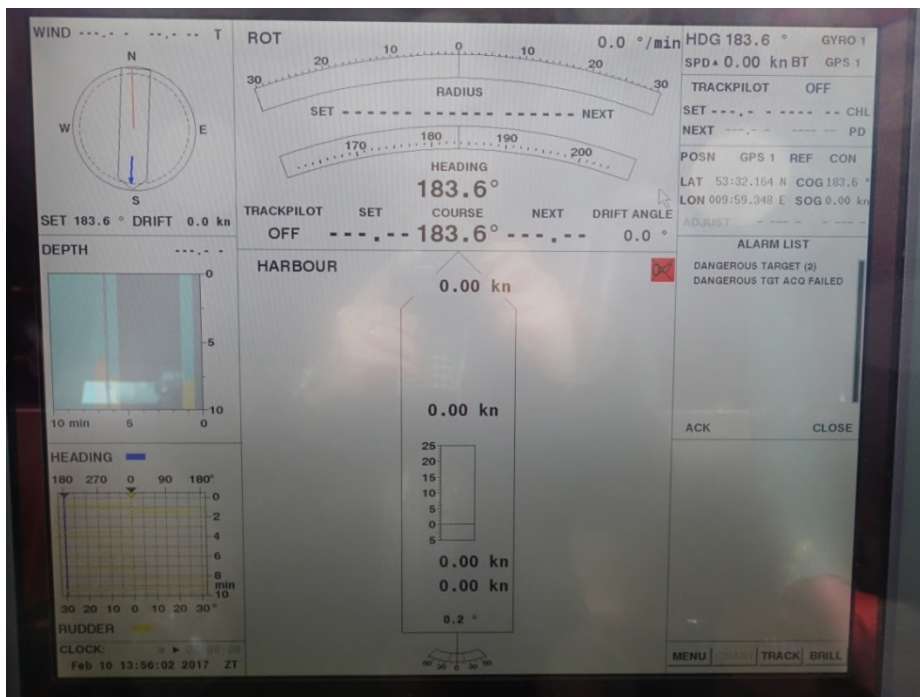 WIND ---.- --.-- T
N
W E
S
SET 183.6 ° DRIFT 0.0 kn
DEPTH ---.-
0
5
10
10 min 5 0
HEADING
180 270 0 90 180°
0
2
4
6
8
min
10
30 20 10 0 10 20 30°
RUDDER
CLOCK: 00:00:00
Feb 10 13:56:02 2017 ZT
ROT 0.0 °/min
30 20 10 0 10 20 30
RADIUS
SET ------ ------ NEXT
170 180 190 200
HEADING
183.6°
TRACKPILOT SET COURSE NEXT DRIFT ANGLE
OFF ---.-- 183.6° ---.-- 0.0 °
HARBOUR
0.00 kn
0.00 kn
25
20
15
10
5
0
5
0.00 kn
0.00 kn
0.2 °
60 30 0 30 60
HDG 183.6 ° GYRO 1
SPD 0.00 kn BT GPS 1
TRACKPILOT OFF
SET ---.- - ---- -- CHL
NEXT ---.- - ---- -- PD
POSN GPS 1 REF CON
LAT 53:32.164 N COG 183.6 °
LON 009:59.348 E SOG 0.00 kn
ADJUST
ALARM LIST
DANGEROUS TARGET (2)
DANGEROUS TGT ACQ FAILED
ACK CLOSE
MENU CHART TRACK BRILL